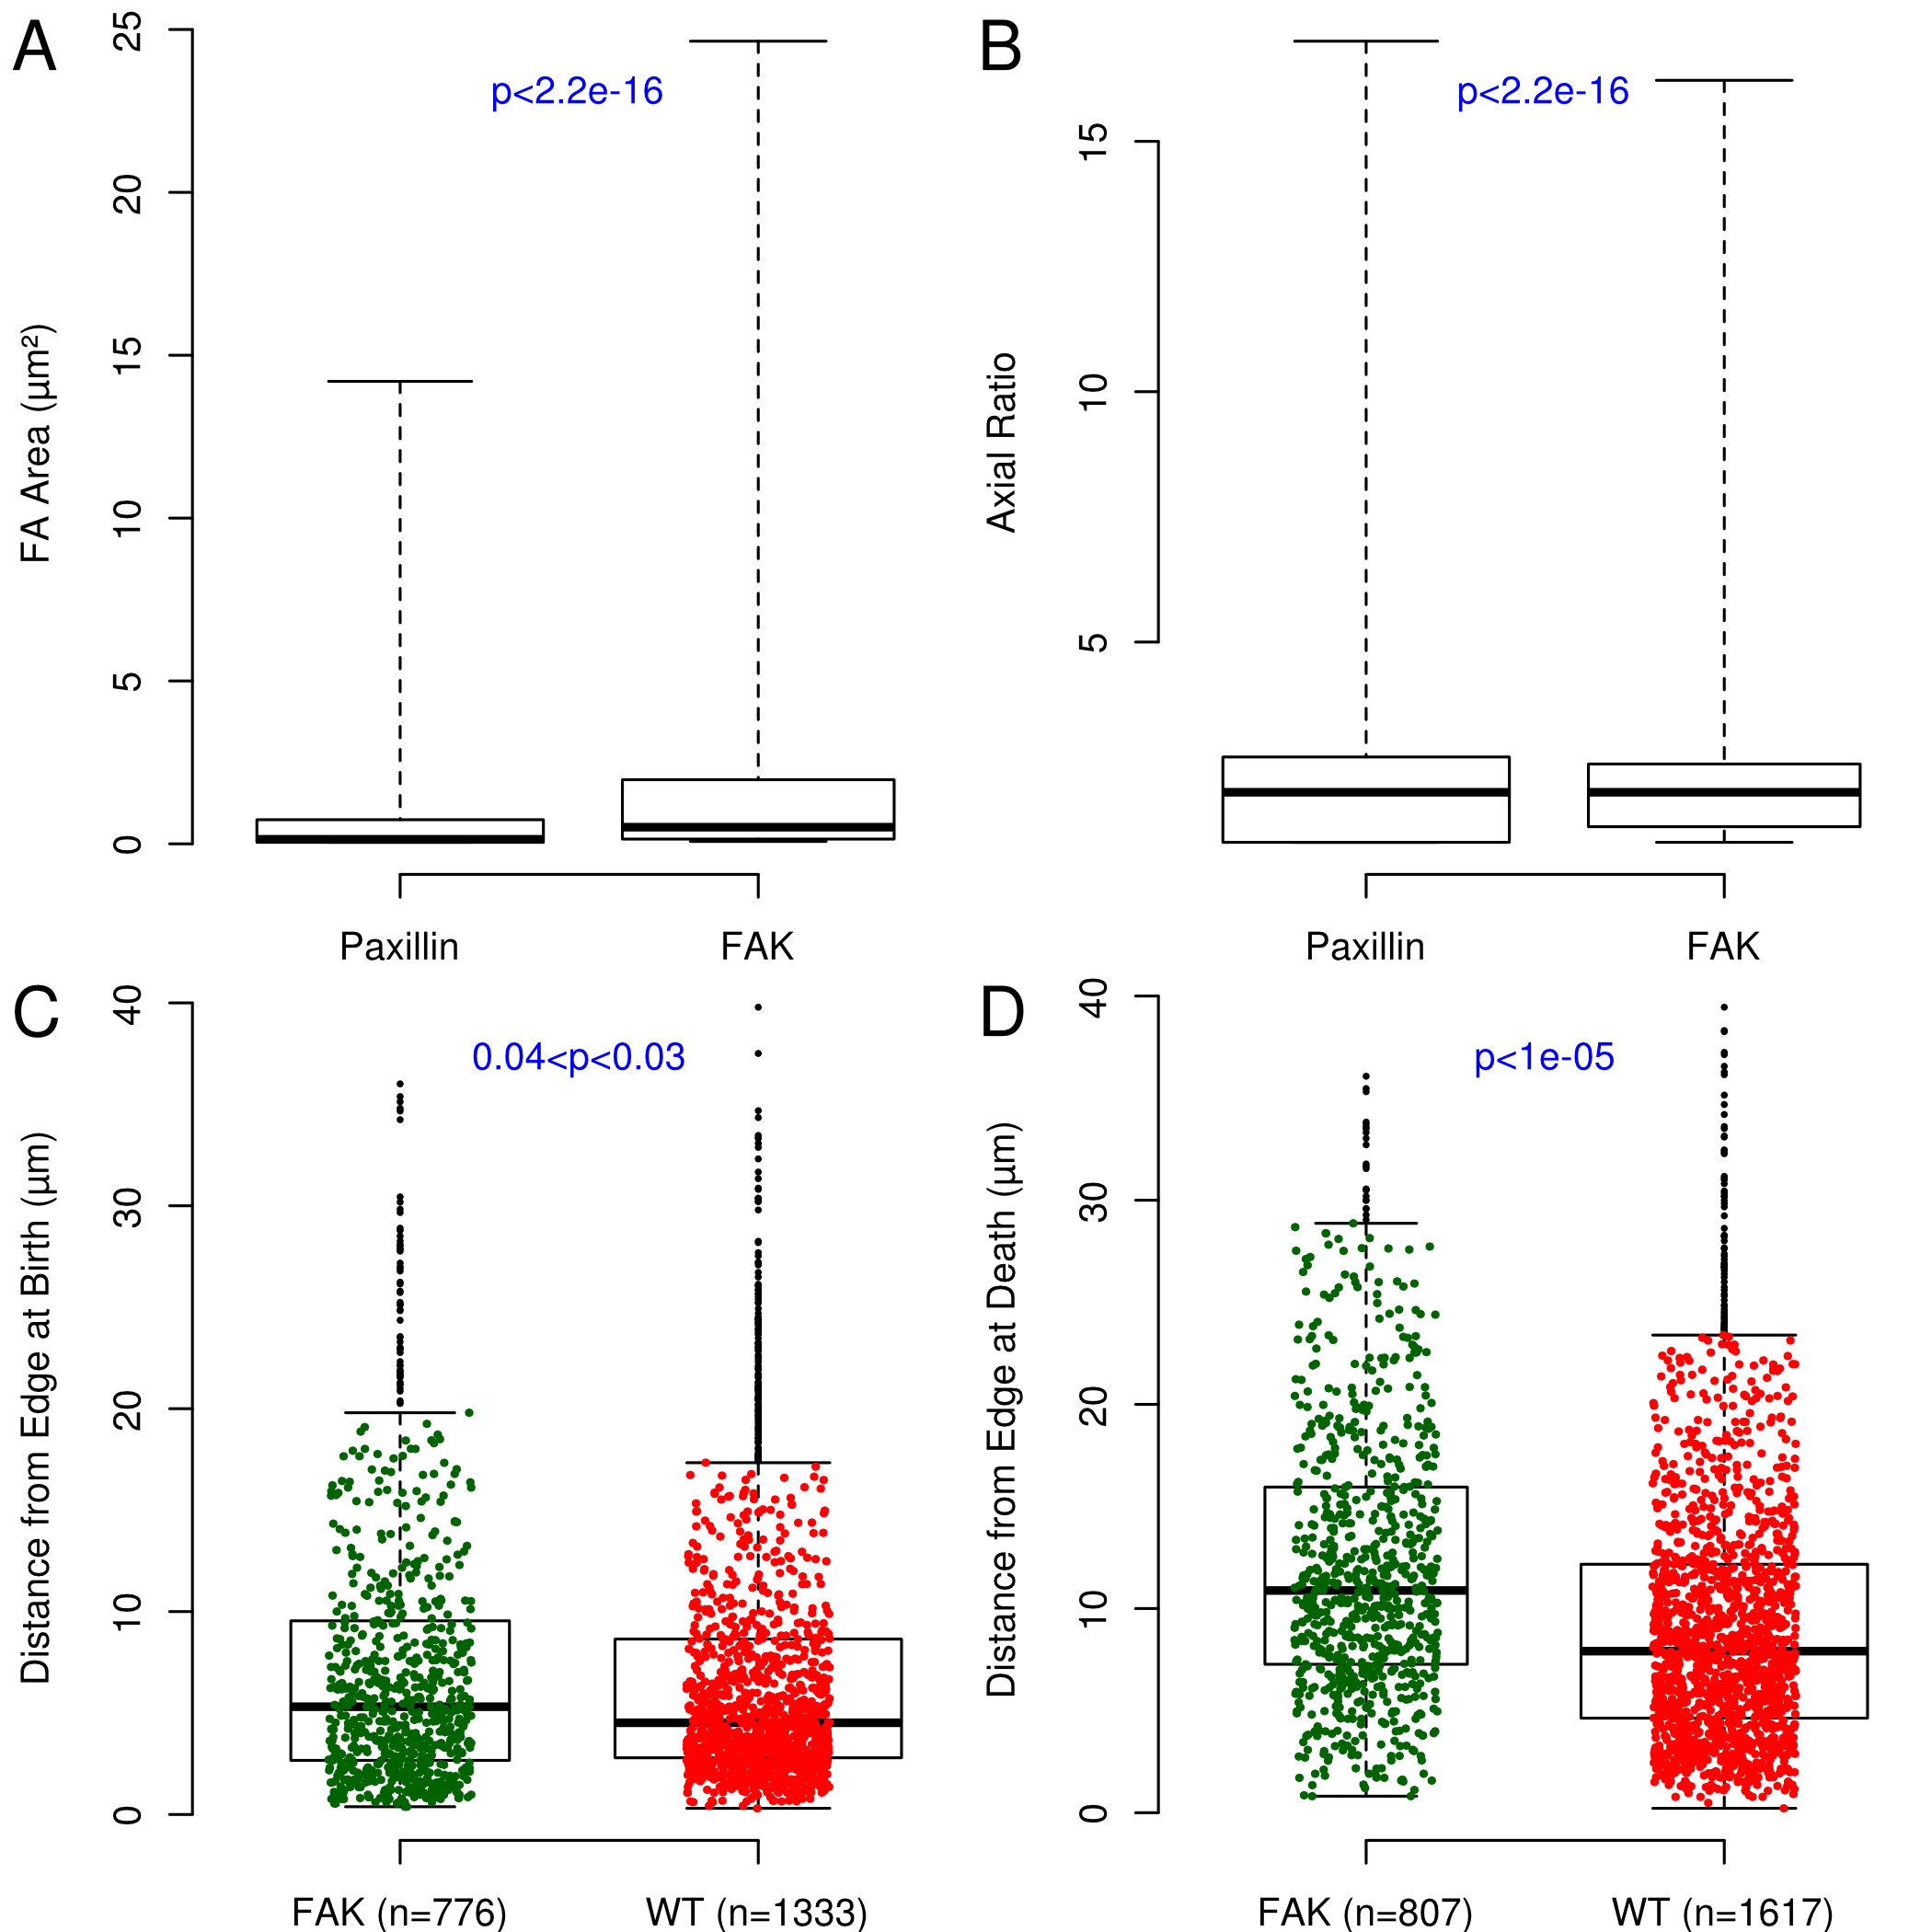 A
B
p<2.2e-16
p<2.2e-16
FA Area (µm²)
0
5
10
15
20
25
Axial Ratio
5
10
15
Paxillin
FAK
Paxillin
FAK
C
D
0.04<p<0.03
p<1e-05
Distance from Edge at Birth (µm)
0
10
20
30
40
Distance from Edge at Death (µm)
0
10
20
30
40
FAK (n=776)
WT (n=1333)
FAK (n=807)
WT (n=1617)